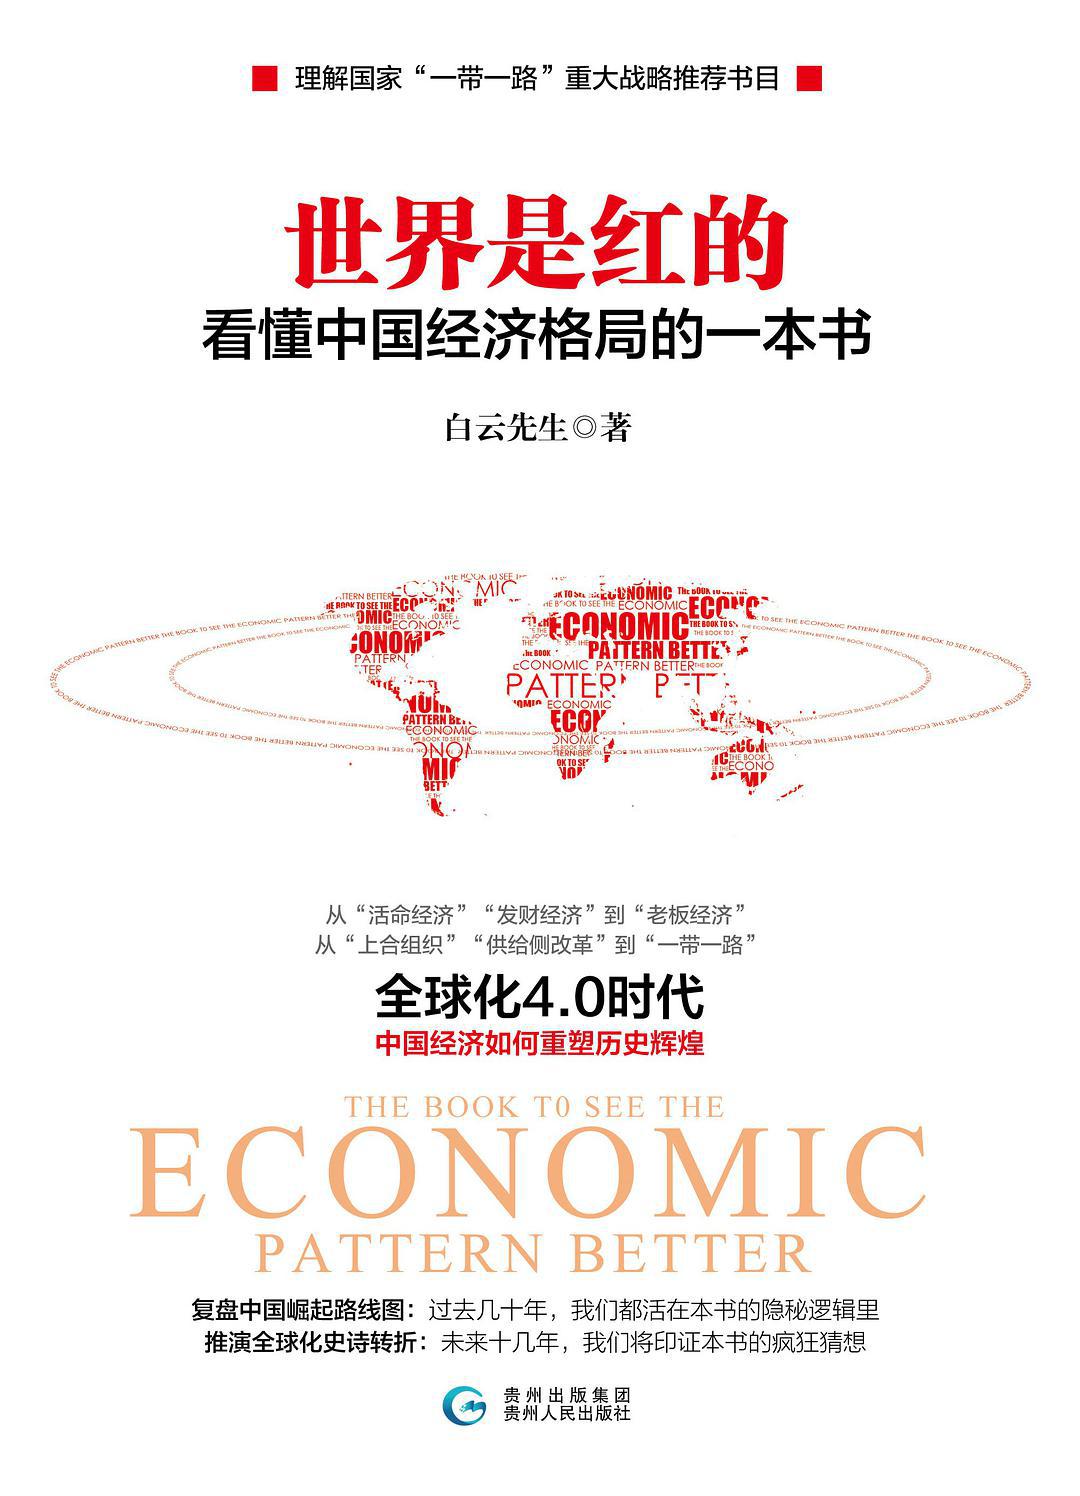 理解国家“一带一路”重大战略推荐书目
世界是红的
看懂中国经济格局的一本书
白云先生◎著
从“活命经济”“发财经济”到“老板经济”
从“上合组织”“供给侧改革”到“一带一路”
全球化4.0时代
中国经济如何重塑历史辉煌
THE BOOK T0 SEE THE
ECONOMIC
PATTERN BETTER
复盘中国崛起路线图：过去几十年，我们都活在本书的隐秘逻辑里
推演全球化史诗转折：未来十几年，我们将印证本书的疯狂猜想
贵州出版集团
贵州人民出版社